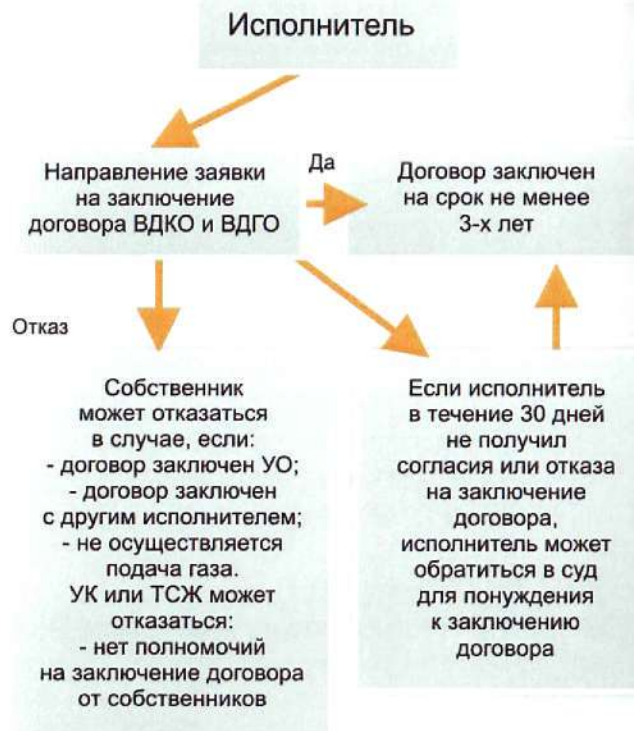 Исполнитель
Направление заявки
на заключение
договора ВДКО и ВДГО
Да
Договор заключен
на срок не менее
3-х лет
Отказ
Собственник
может отказаться
в случае, если:
- договор заключен УО;
- договор заключен
с другим исполнителем;
- не осуществляется
подача газа.
УК или ТСЖ может
отказаться:
- нет полномочий
на заключение договора
от собственников
Если исполнитель
в течение 30 дней
не получил
согласия или отказа
на заключение
договора,
исполнитель может
обратиться в суд
для понуждения
к заключению
договора